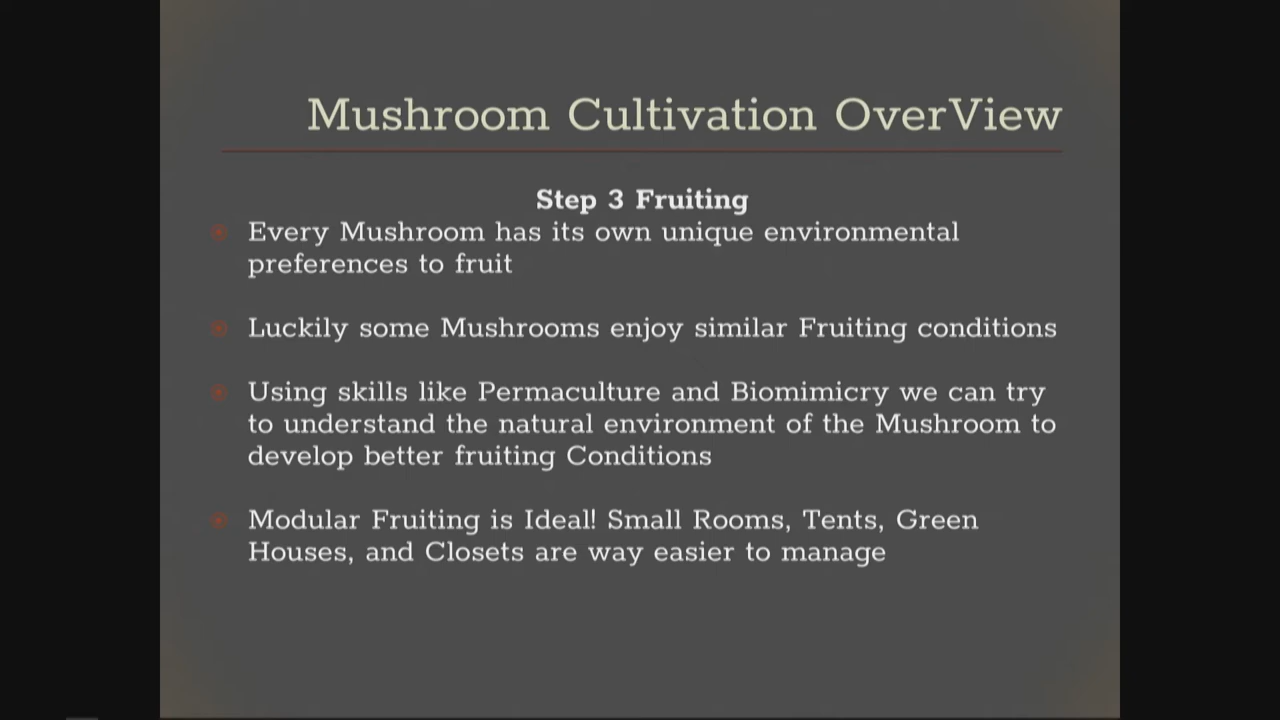 Mushroom Cultivation OverView
Step 3 Fruiting
Every Mushroom has its own unique environmental
preferences to fruit
Luckily some Mushrooms enjoy similar Fruiting conditions
Using skills like Permaculture and Biomimicry we can try
to understand the natural environment of the Mushroom to
develop better fruiting Conditions
Modular Fruiting is Ideal! Small Rooms, Tents, Green
Houses, and Closets are way easier to manage